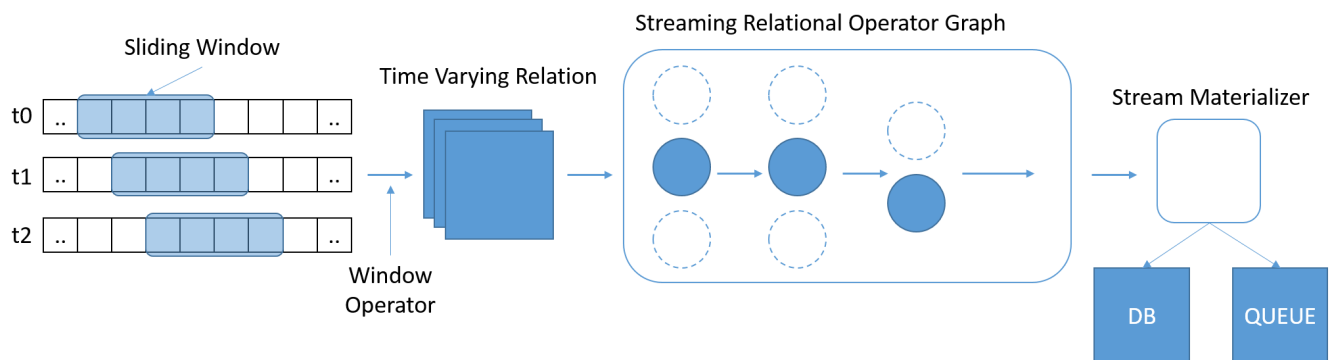 Streaming Relational Operator Graph
Sliding Window
Time Varying Relation
Stream Materializer
t0
..
..
t1
..
..
t2
..
..
Window
Operator
DB
QUEUE